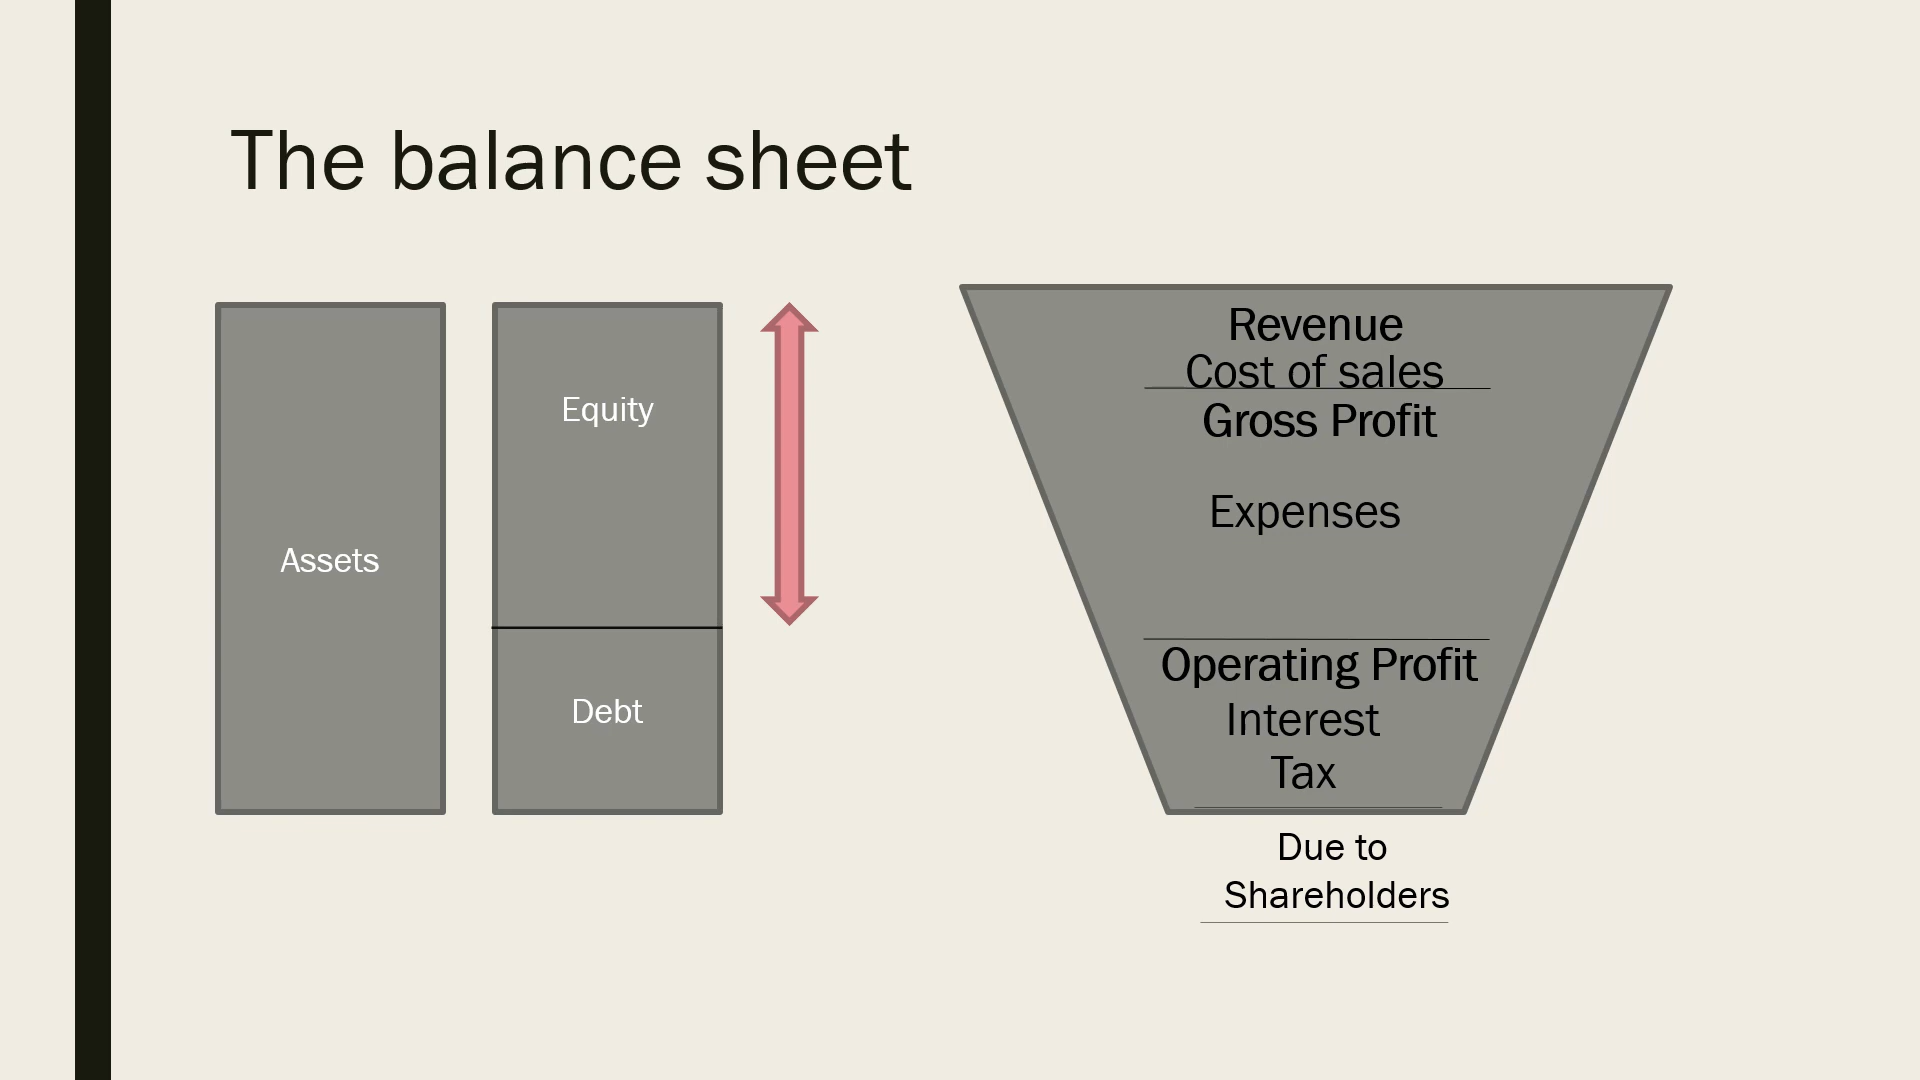 The balance sheet
Assets
Equity
Debt
Revenue
Cost of sales
Gross Profit
Expenses
Operating Profit
Interest
Tax
Due to
Shareholders